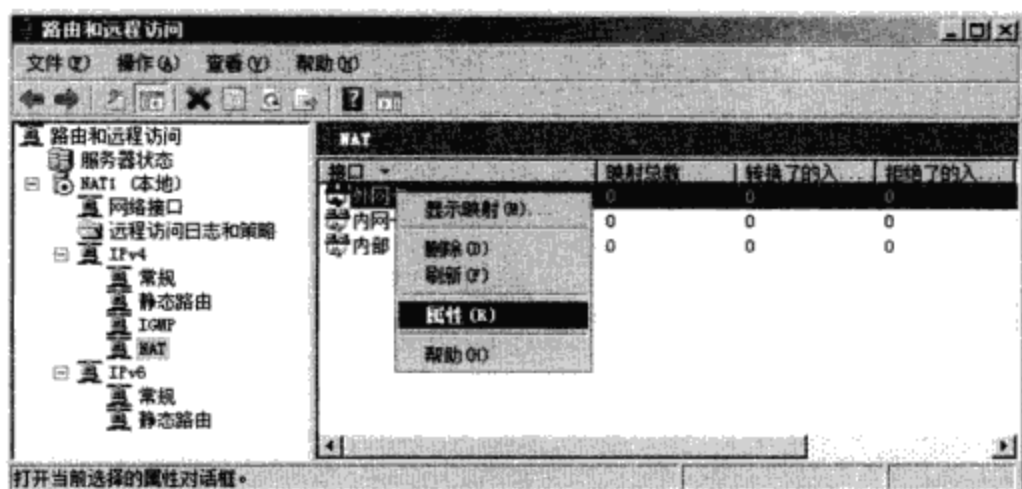 路由和远程访问
文件(F) 操作(A) 查看(V) 帮助(H)
路由和远程访问
服务器状态
NAT1 (本地)
网络接口
远程访问日志和策略
IPv4
常规
静态路由
IGMP
NAT
IPv6
常规
静态路由
NAT
接口 映射总数 转换了的入... 拒绝了的入...
外网 0 0 0
内网 0 0 0
内部 0 0 0
显示映射(M)...
删除(D)
刷新(F)
属性(R)
帮助(H)
打开当前选择的属性对话框。